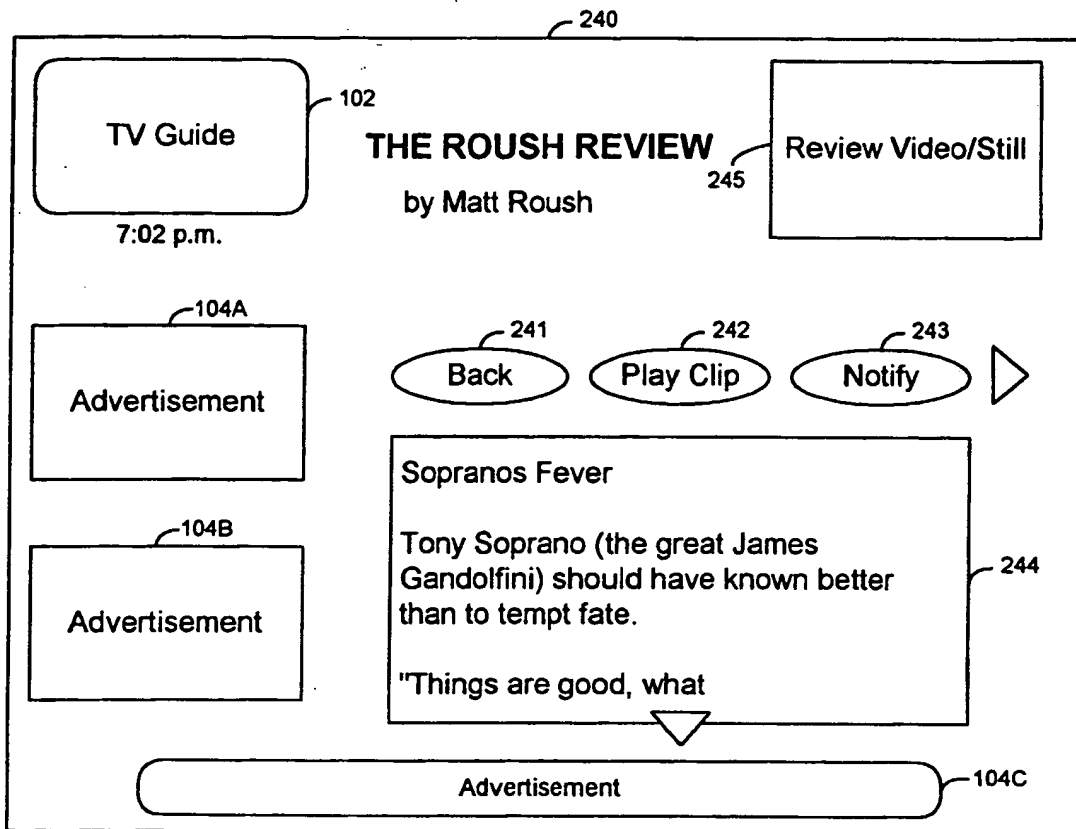 240
TV Guide
102
7:02 p.m.
THE ROUSH REVIEW
by Matt Roush
245
Review Video/Still
104A
Advertisement
104B
Advertisement
241
242
243
Back
Play Clip
Notify
Sopranos Fever
Tony Soprano (the great James
Gandolfini) should have known better
than to tempt fate.
"Things are good, what
244
Advertisement
104C